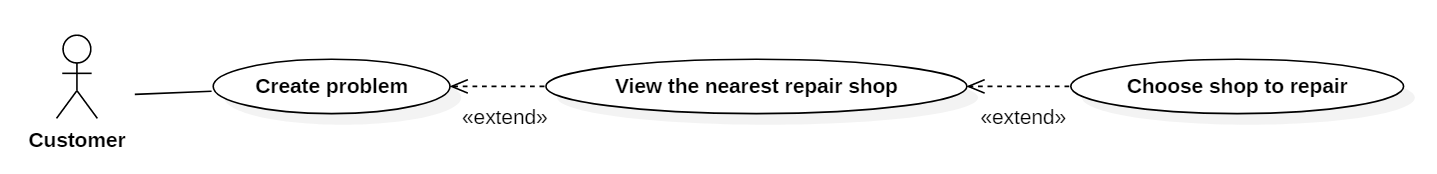 Create problem
View the nearest repair shop
Choose shop to repair
«extend»
«extend»
Customer